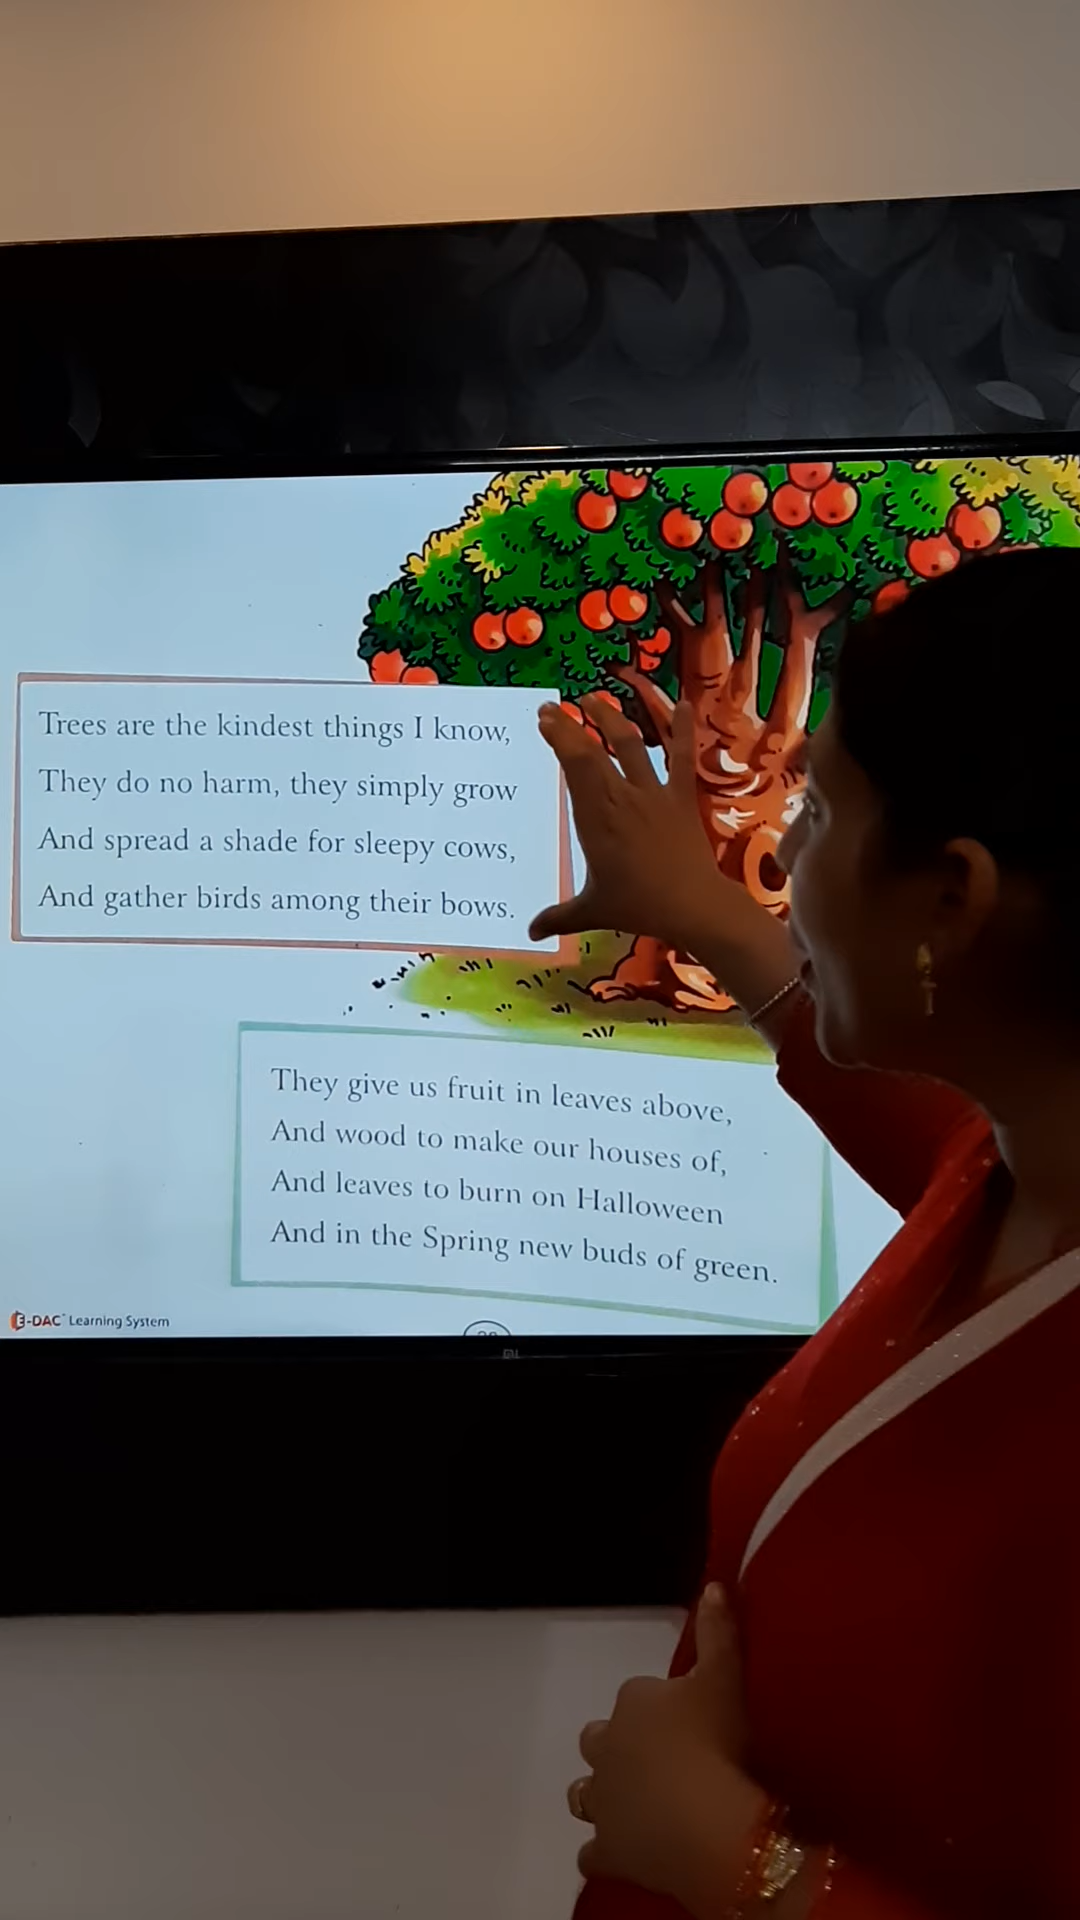 Trees are the kindest things I know,
They do no harm, they simply grow
And spread a shade for sleepy cows,
And gather birds among their bows.
They give us fruit in leaves above,
And wood to make our houses of,
And leaves to burn on Halloween
And in the Spring new buds of green.
E-DAC Learning System
MI